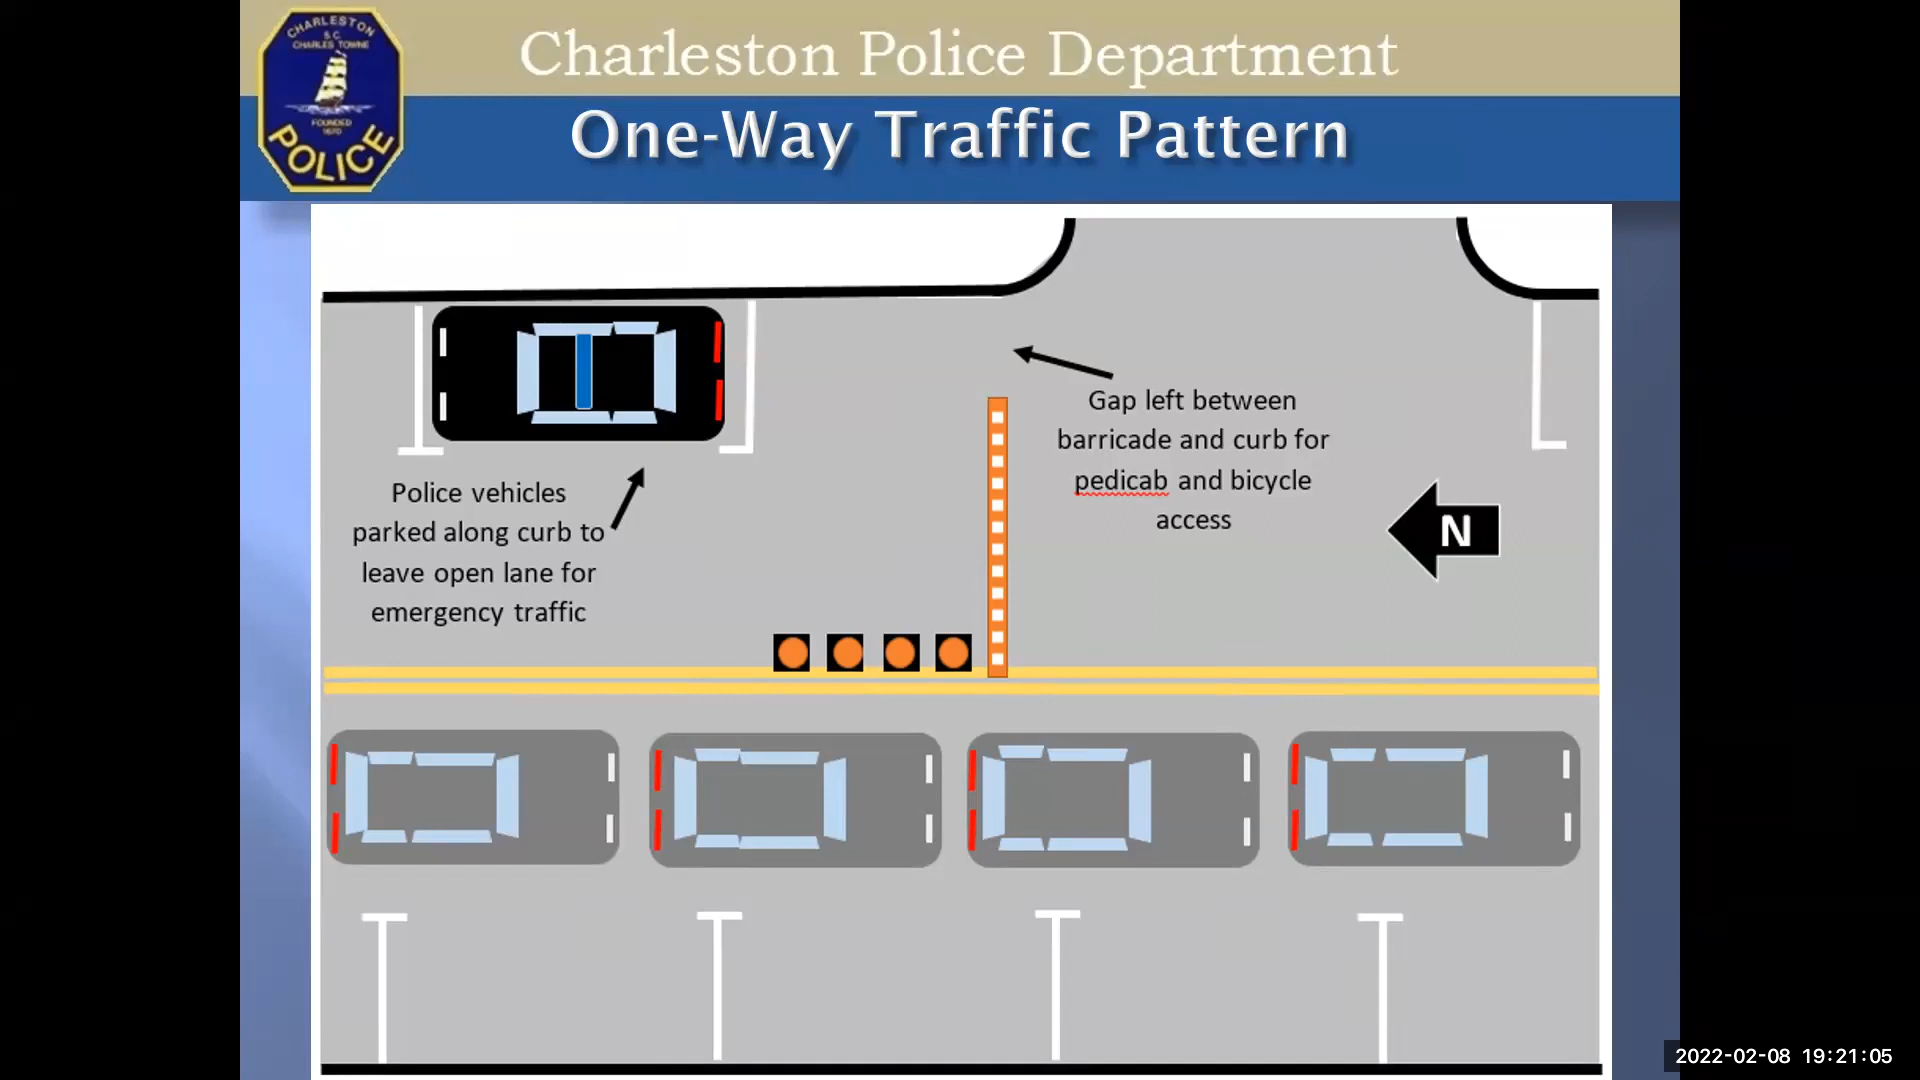 CHARLESTON
S.C.
CHARLES TOWNE
FOUNDED
1670
POLICE
Charleston Police Department
One-Way Traffic Pattern
Gap left between
barricade and curb for
pedicab and bicycle
access
Police vehicles
parked along curb to
leave open lane for
emergency traffic
N
2022-02-08 19:21:05